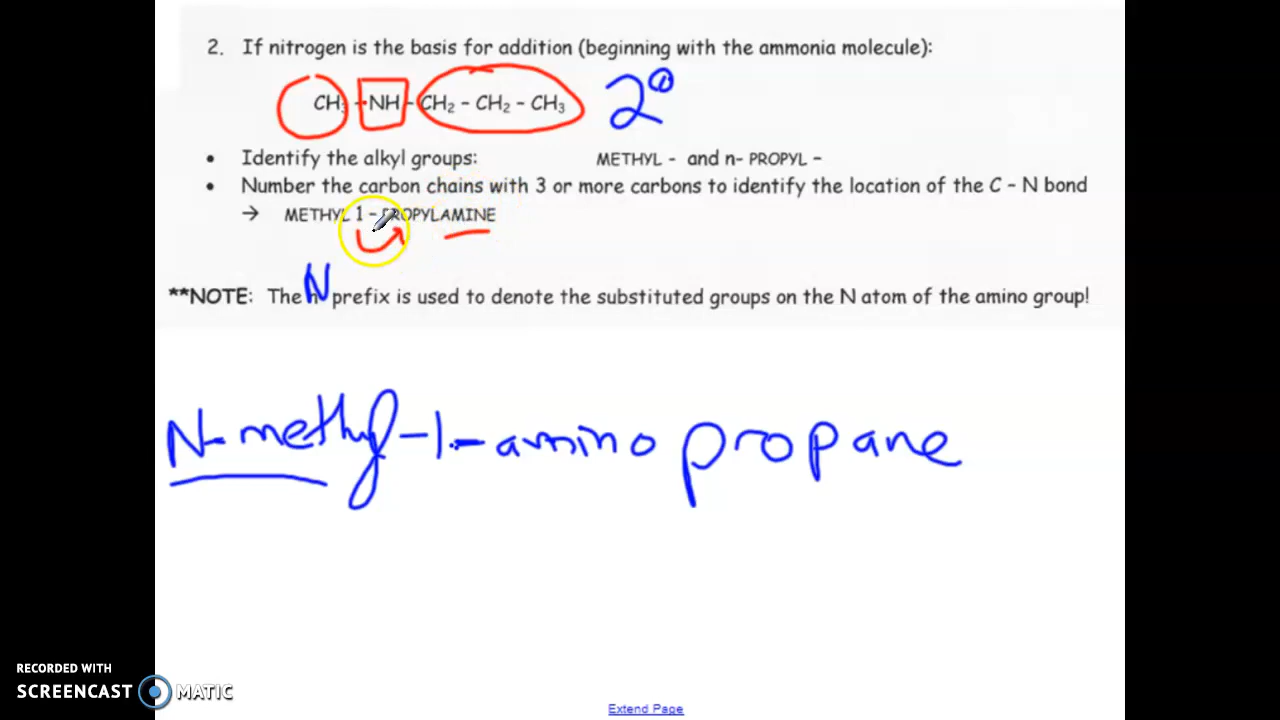 2. If nitrogen is the basis for addition (beginning with the ammonia molecule):
CH3 - NH - CH2 - CH2 - CH3 2°
• Identify the alkyl groups: METHYL - and n- PROPYL -
• Number the carbon chains with 3 or more carbons to identify the location of the C - N bond
→ METHYL 1 - PROPYLAMINE
**NOTE: The N prefix is used to denote the substituted groups on the N atom of the amino group!
N-methyl-1-amino propane
RECORDED WITH
SCREENCAST MATIC
Extend Page